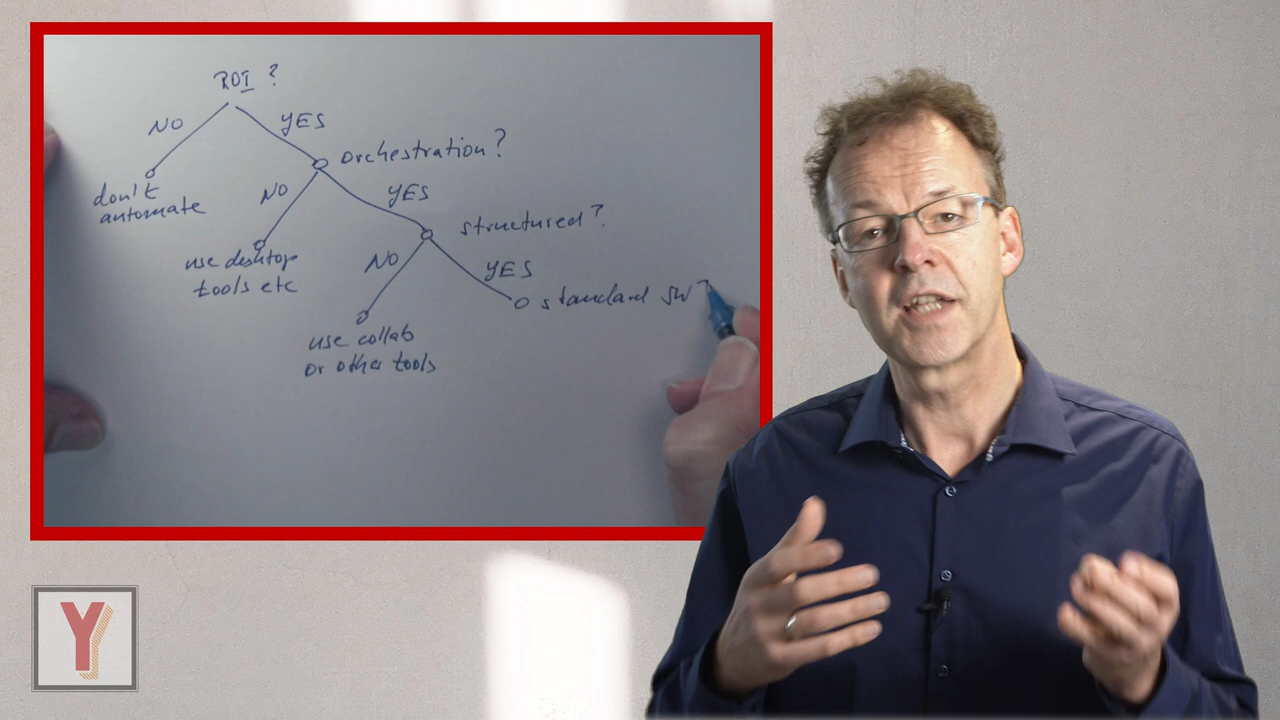 ROI ?
NO
YES
don't
automate
orchestration?
NO
YES
use desktop
tools etc
structured?
NO
YES
use collab
or other tools
standard SW
Y